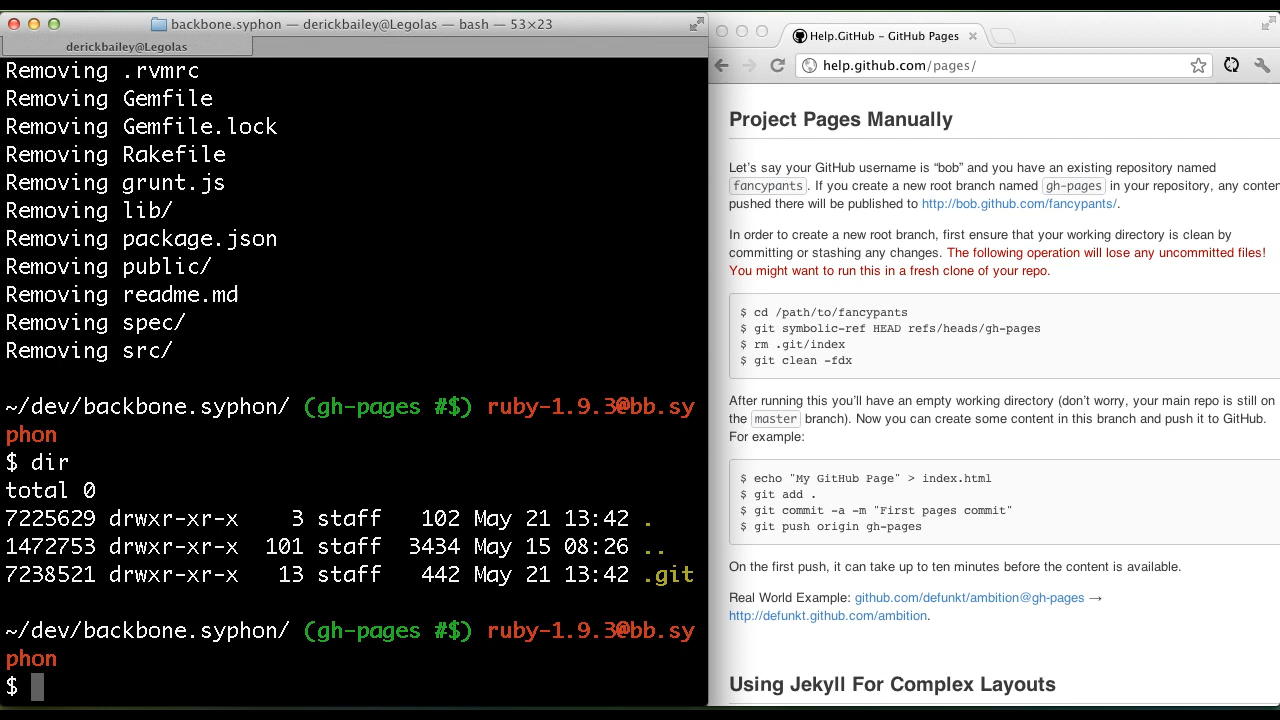 backbone.syphon — derickbailey@Legolas — bash — 53×23
derickbailey@Legolas
Removing .rvmrc
Removing Gemfile
Removing Gemfile.lock
Removing Rakefile
Removing grunt.js
Removing lib/
Removing package.json
Removing public/
Removing readme.md
Removing spec/
Removing src/
~/dev/backbone.syphon/ (gh-pages #$) ruby-1.9.3@bb.sy
phon
$ dir
total 0
7225629 drwxr-xr-x    3 staff   102 May 21 13:42 .
1472753 drwxr-xr-x  101 staff  3434 May 15 08:26 ..
7238521 drwxr-xr-x   13 staff   442 May 21 13:42 .git
~/dev/backbone.syphon/ (gh-pages #$) ruby-1.9.3@bb.sy
phon
$
Help.GitHub - GitHub Pages
help.github.com/pages/
Project Pages Manually
Let's say your GitHub username is “bob” and you have an existing repository named
fancypants. If you create a new root branch named gh-pages in your repository, any conten
pushed there will be published to http://bob.github.com/fancypants/.
In order to create a new root branch, first ensure that your working directory is clean by
committing or stashing any changes. The following operation will lose any uncommitted files!
You might want to run this in a fresh clone of your repo.
$ cd /path/to/fancypants
$ git symbolic-ref HEAD refs/heads/gh-pages
$ rm .git/index
$ git clean -fdx
After running this you'll have an empty working directory (don't worry, your main repo is still on
the master branch). Now you can create some content in this branch and push it to GitHub.
For example:
$ echo "My GitHub Page" > index.html
$ git add .
$ git commit -a -m "First pages commit"
$ git push origin gh-pages
On the first push, it can take up to ten minutes before the content is available.
Real World Example: github.com/defunkt/ambition@gh-pages →
http://defunkt.github.com/ambition.
Using Jekyll For Complex Layouts